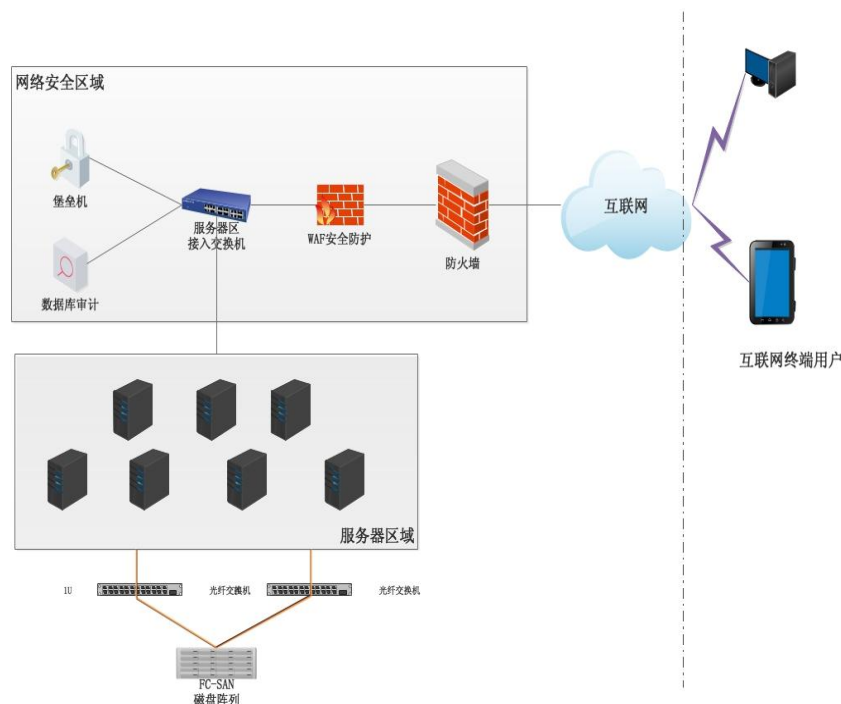 网络安全区域
堡垒机
服务器区
接入交换机
WAF安全防护
防火墙
互联网
数据库审计
互联网终端用户
服务器区域
1U
光纤交换机
光纤交换机
FC-SAN
磁盘阵列